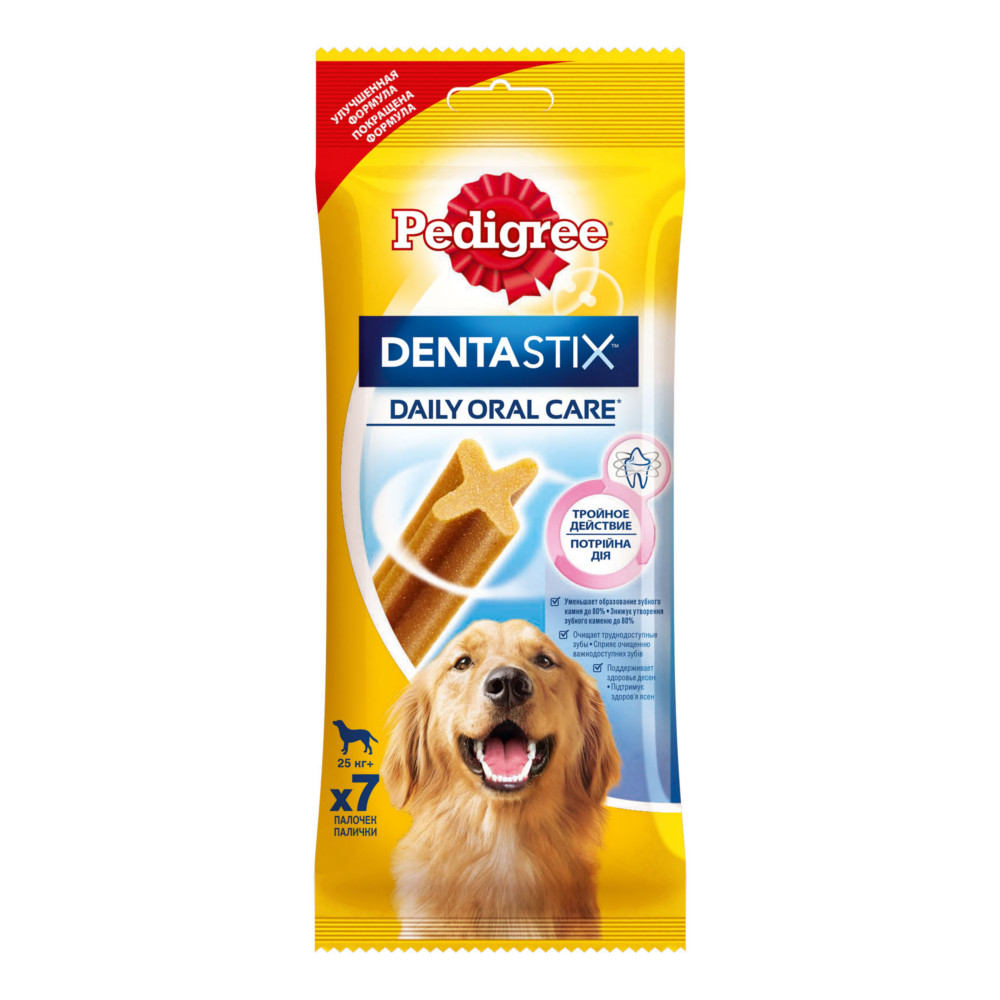 УЛУЧШЕННАЯ
ФОРМУЛА
ПОКРАЩЕНА
ФОРМУЛА
Pedigree®
DENTASTIX™
DAILY ORAL CARE*
ТРОЙНОЕ
ДЕЙСТВИЕ
ПОТРІЙНА
ДІЯ
Уменьшает образование зубного
камня до 80% • Знижує утворення
зубного каменю до 80%
Очищает труднодоступные
зубы • Сприяє очищенню
важкодоступних зубів
Поддерживает
здоровье десен
• Підтримує
здоров'я ясен
25 кг+
x7
ПАЛОЧЕК
ПАЛИЧКИ